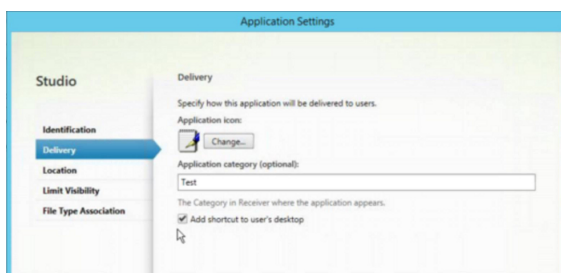 Application Settings
Studio
Identification
Delivery
Location
Limit Visibility
File Type Association
Delivery
Specify how this application will be delivered to users.
Application icon:
Change...
Application category (optional):
Test
The Category in Receiver where the application appears.
Add shortcut to user's desktop